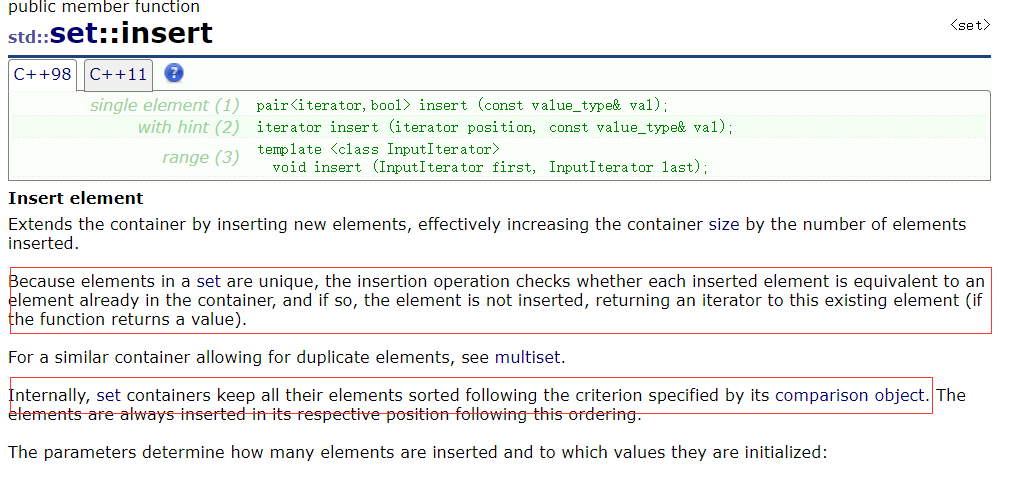 public member function
std::set::insert
<set>
C++98 C++11 ?
single element (1) pair<iterator,bool> insert (const value_type& val);
with hint (2) iterator insert (iterator position, const value_type& val);
range (3) template <class InputIterator>
void insert (InputIterator first, InputIterator last);
Insert element
Extends the container by inserting new elements, effectively increasing the container size by the number of elements
inserted.
Because elements in a set are unique, the insertion operation checks whether each inserted element is equivalent to an
element already in the container, and if so, the element is not inserted, returning an iterator to this existing element (if
the function returns a value).
For a similar container allowing for duplicate elements, see multiset.
Internally, set containers keep all their elements sorted following the criterion specified by its comparison object. The
elements are always inserted in its respective position following this ordering.
The parameters determine how many elements are inserted and to which values they are initialized: